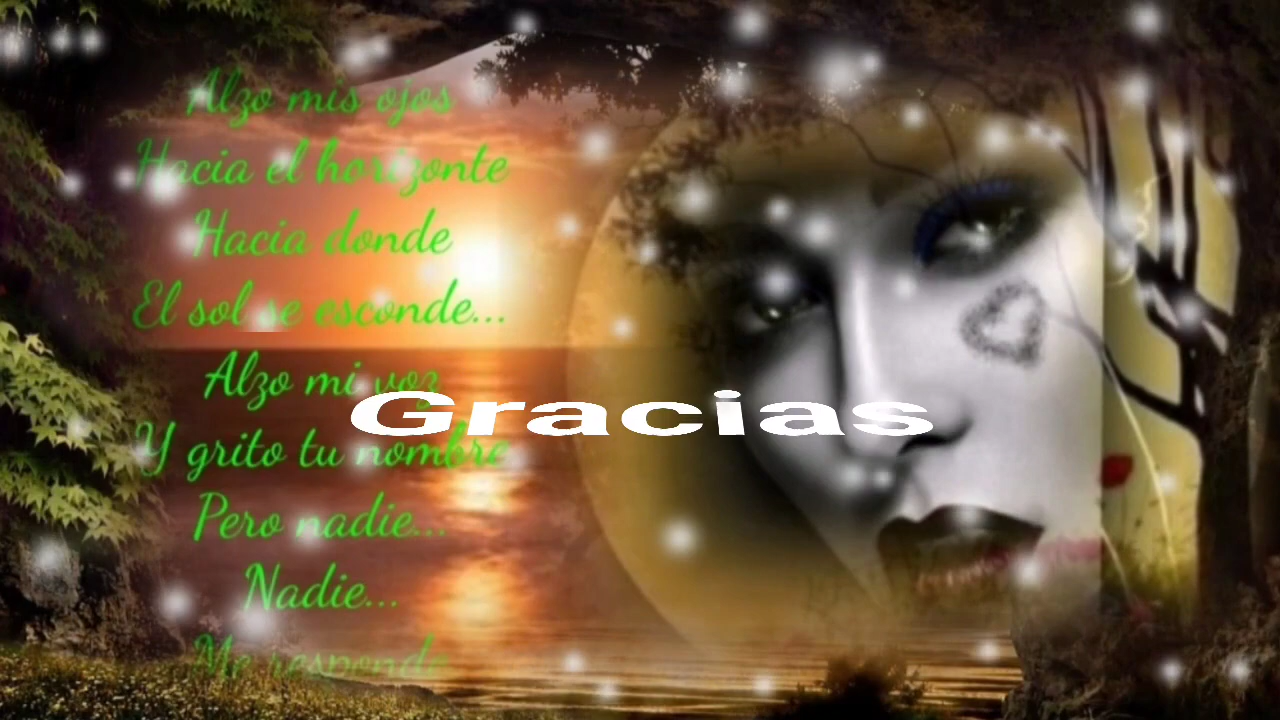 Alzo mis ojos
Hacia el horizonte
Hacia donde
El sol se esconde...
Alzo mi voz
Gracias
Y grito tu nombre
Pero nadie...
Nadie...
Me responde